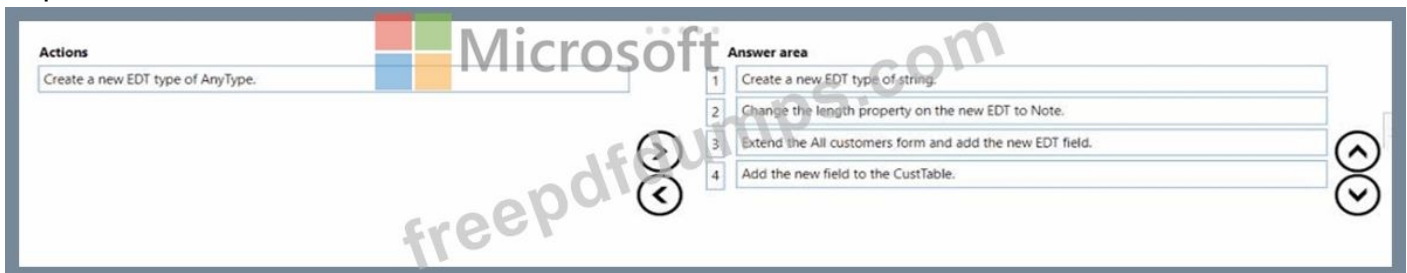 Microsoft
Actions
Answer area
Create a new EDT type of AnyType.
1 Create a new EDT type of string.
2 Change the length property on the new EDT to Note.
3 Extend the All customers form and add the new EDT field.
4 Add the new field to the CustTable.
freepdfdumps.com